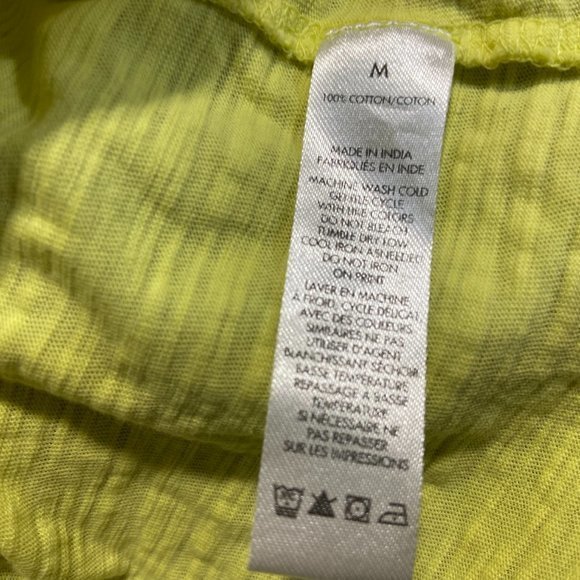 M
100% COTTON/COTON
MADE IN INDIA
FABRIQUÉS EN INDE
MACHINE WASH COLD
GENTLE CYCLE
WITH LIKE COLORS
DO NOT BLEACH
TUMBLE DRY LOW
COOL IRON AS NEEDED
DO NOT IRON
ON PRINT
LAVER EN MACHINE
A FROID, CYCLE DÉLICAT
AVEC DES COULEURS
SIMILAIRES NE PAS
UTILISER D'AGENT
BLANCHISSANT SÉCHOIR
BASSE TEMPÉRATURE
REPASSAGE A BASSE
TEMPÉRATURE
SI NÉCESSAIRE NE
PAS REPASSER
SUR LES IMPRESSIONS